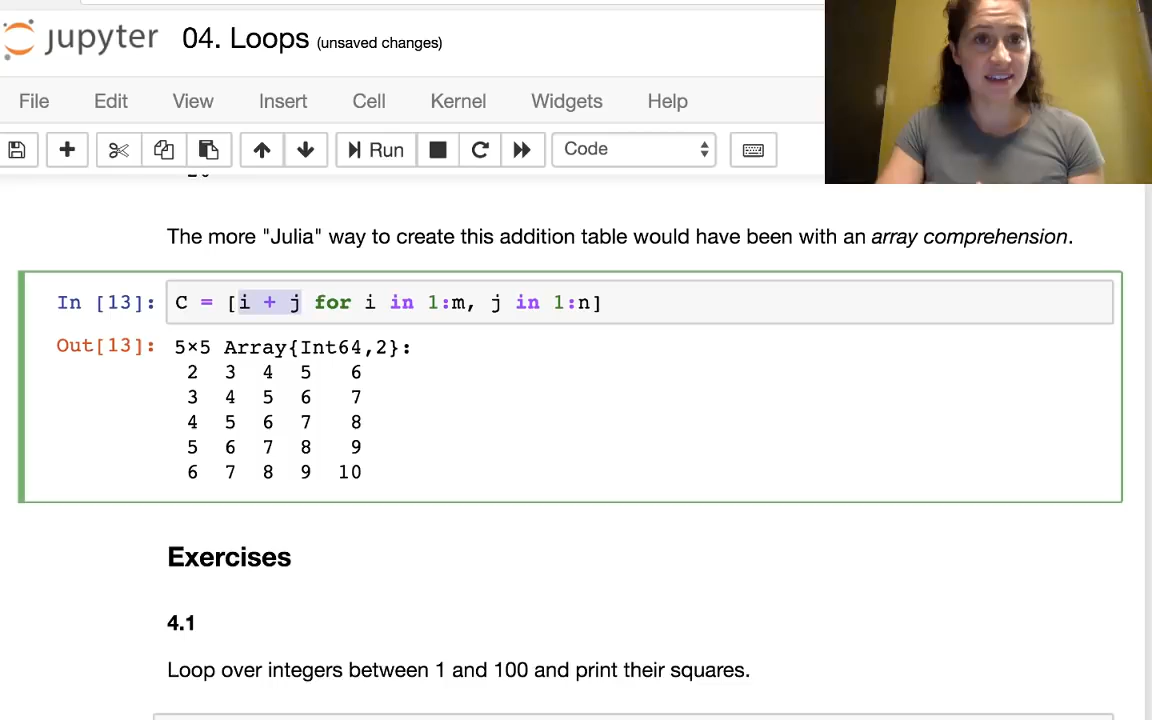 jupyter 04. Loops (unsaved changes)
File Edit View Insert Cell Kernel Widgets Help
Run Code
The more "Julia" way to create this addition table would have been with an array comprehension.
In [13]: C = [i + j for i in 1:m, j in 1:n]
Out[13]: 5×5 Array{Int64,2}:
2 3 4 5 6
3 4 5 6 7
4 5 6 7 8
5 6 7 8 9
6 7 8 9 10
Exercises
4.1
Loop over integers between 1 and 100 and print their squares.